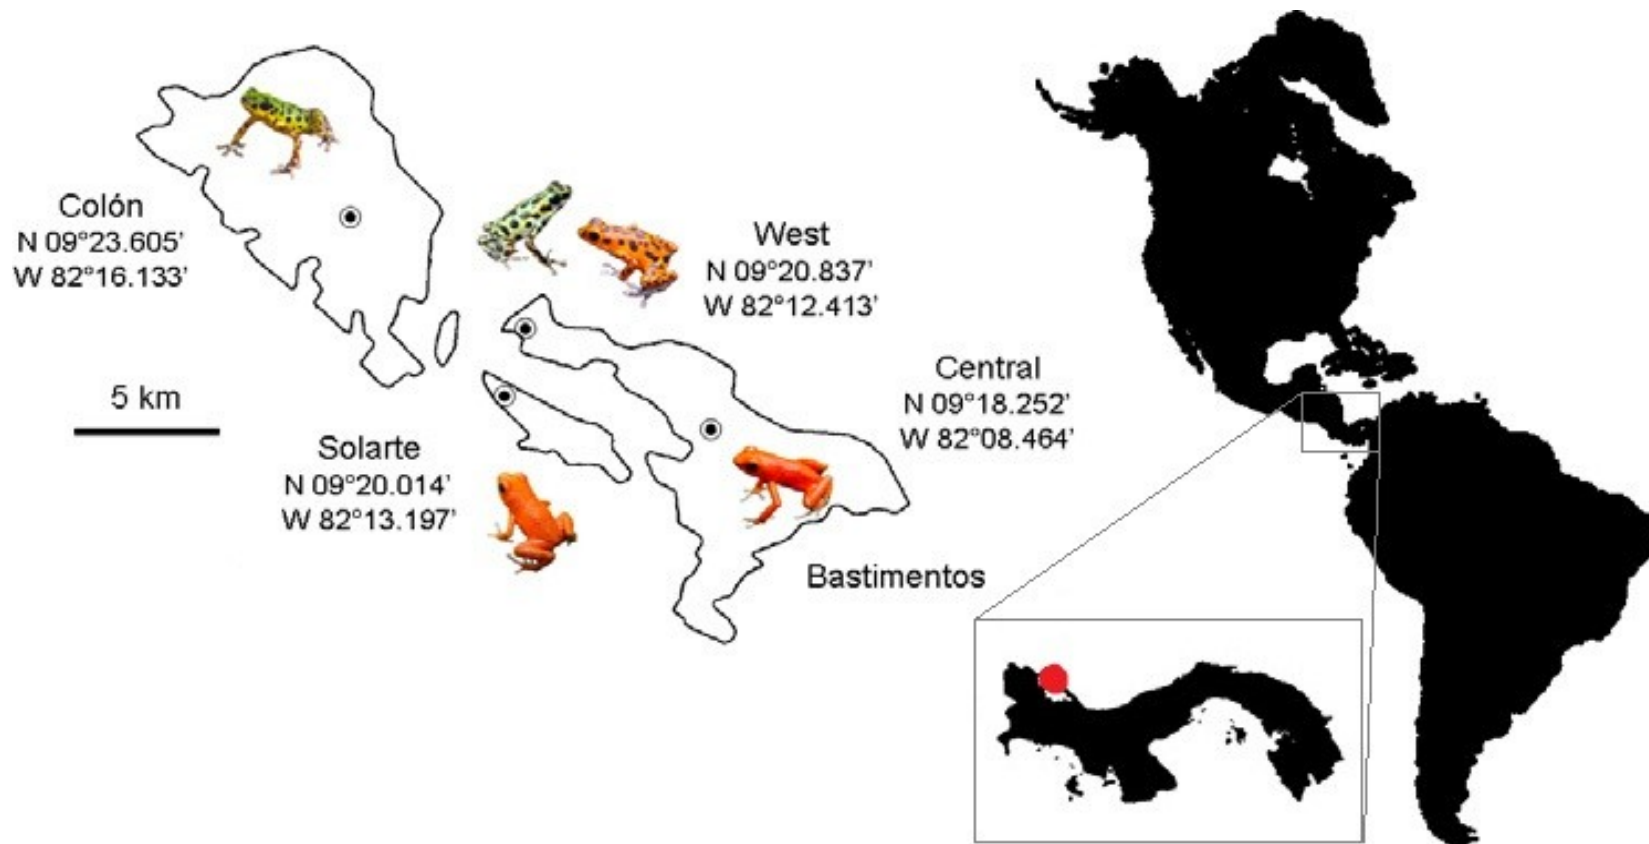 Colón
N 09°23.605’
W 82°16.133’
West
N 09°20.837’
W 82°12.413’
Central
N 09°18.252’
W 82°08.464’
5 km
Solarte
N 09°20.014’
W 82°13.197’
Bastimentos